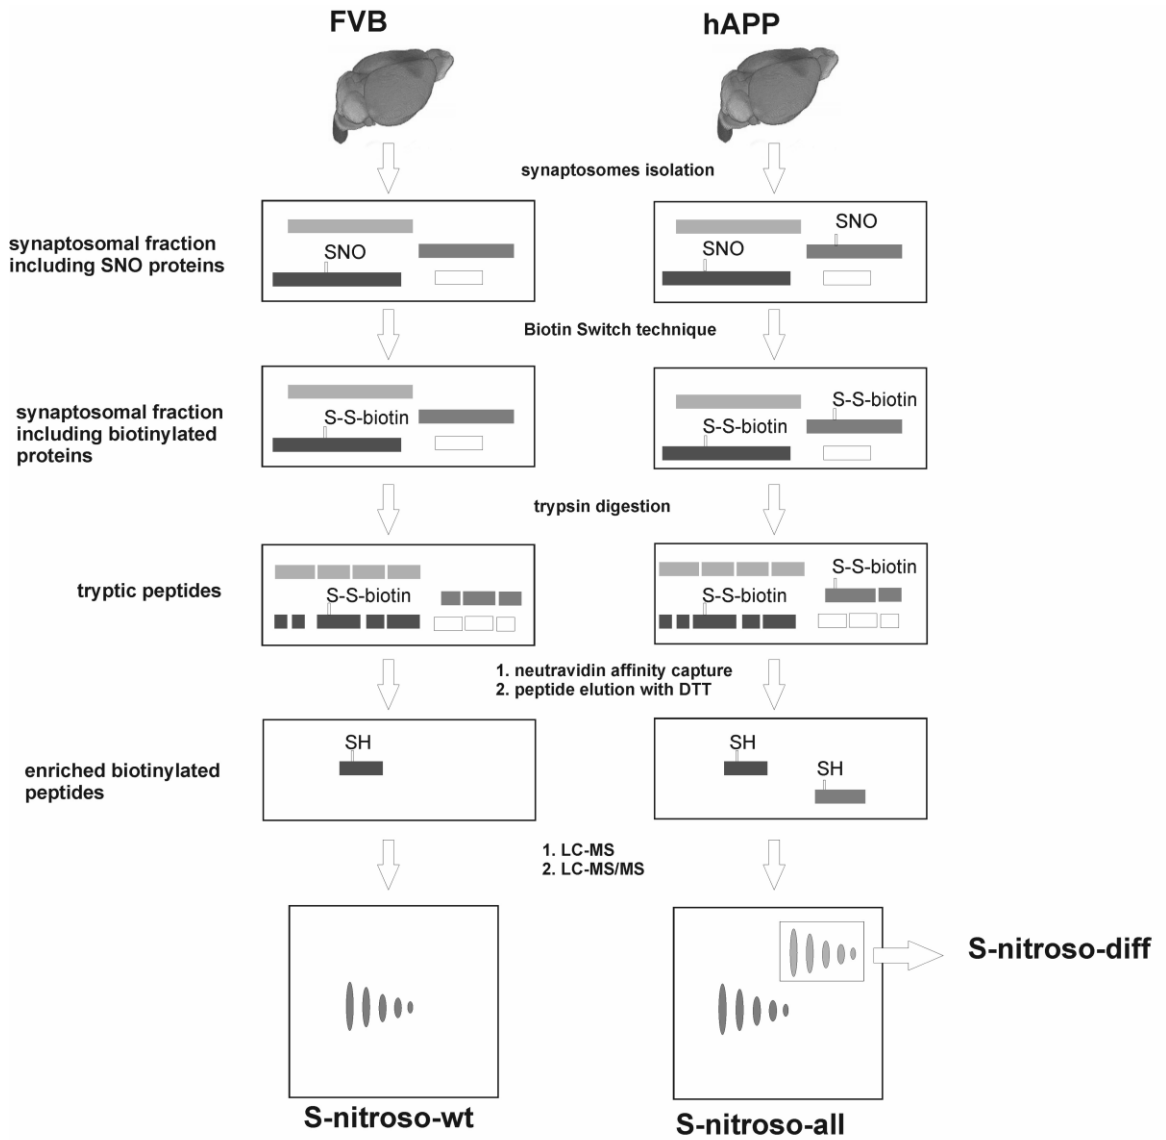 FVB
hAPP
synaptosomes isolation
synaptosomal fraction
including SNO proteins
SNO
SNO
SNO
Biotin Switch technique
synaptosomal fraction
including biotinylated
proteins
S-S-biotin
S-S-biotin
S-S-biotin
trypsin digestion
tryptic peptides
S-S-biotin
S-S-biotin
S-S-biotin
1. neutravidin affinity capture
2. peptide elution with DTT
enriched biotinylated
peptides
SH
SH
SH
1. LC-MS
2. LC-MS/MS
S-nitroso-diff
S-nitroso-wt
S-nitroso-all